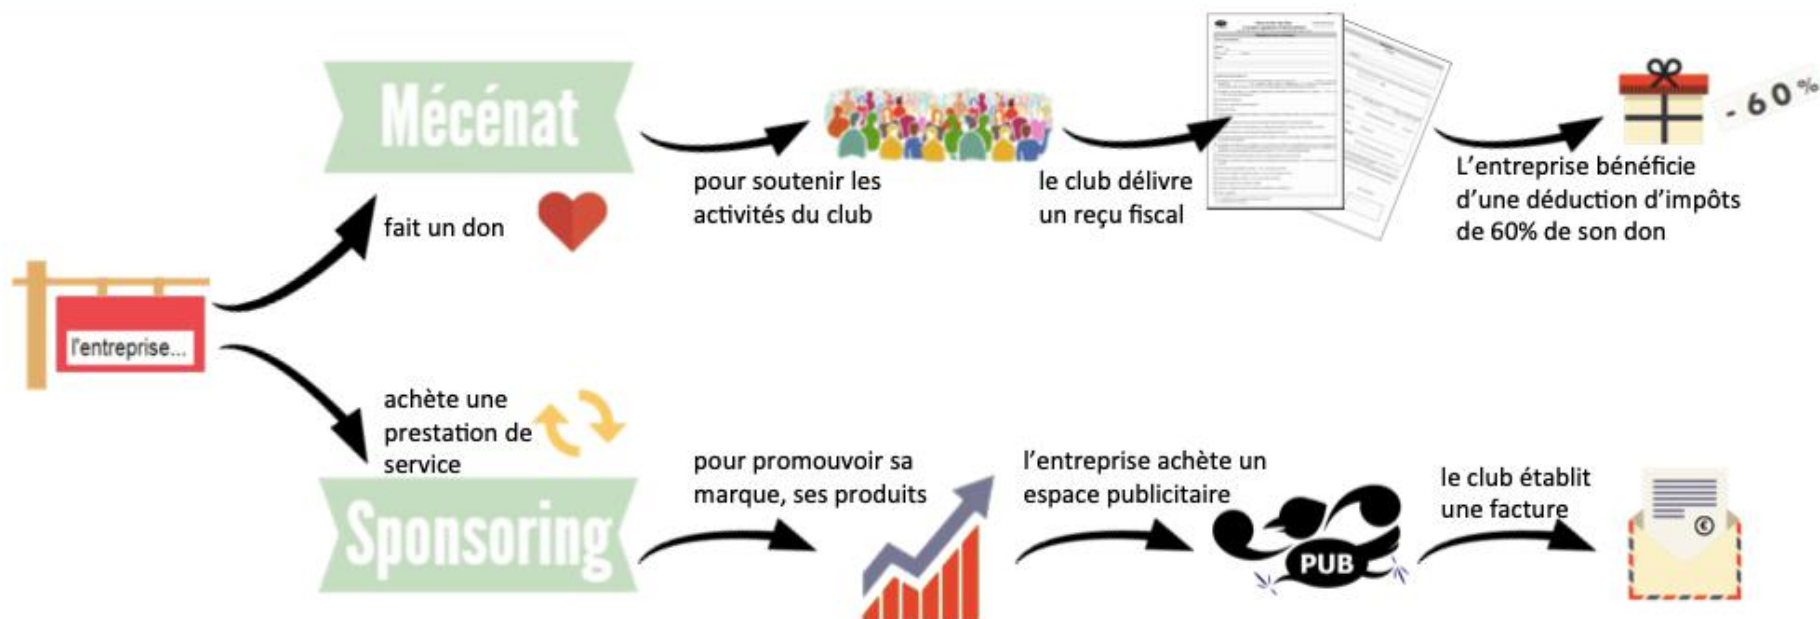 l'entreprise...
Mécénat
fait un don
pour soutenir les
activités du club
le club délivre
un reçu fiscal
L'entreprise bénéficie
d'une déduction d'impôts
de 60% de son don
- 60%
achète une
prestation de
service
Sponsoring
pour promouvoir sa
marque, ses produits
l'entreprise achète un
espace publicitaire
PUB
le club établit
une facture
€